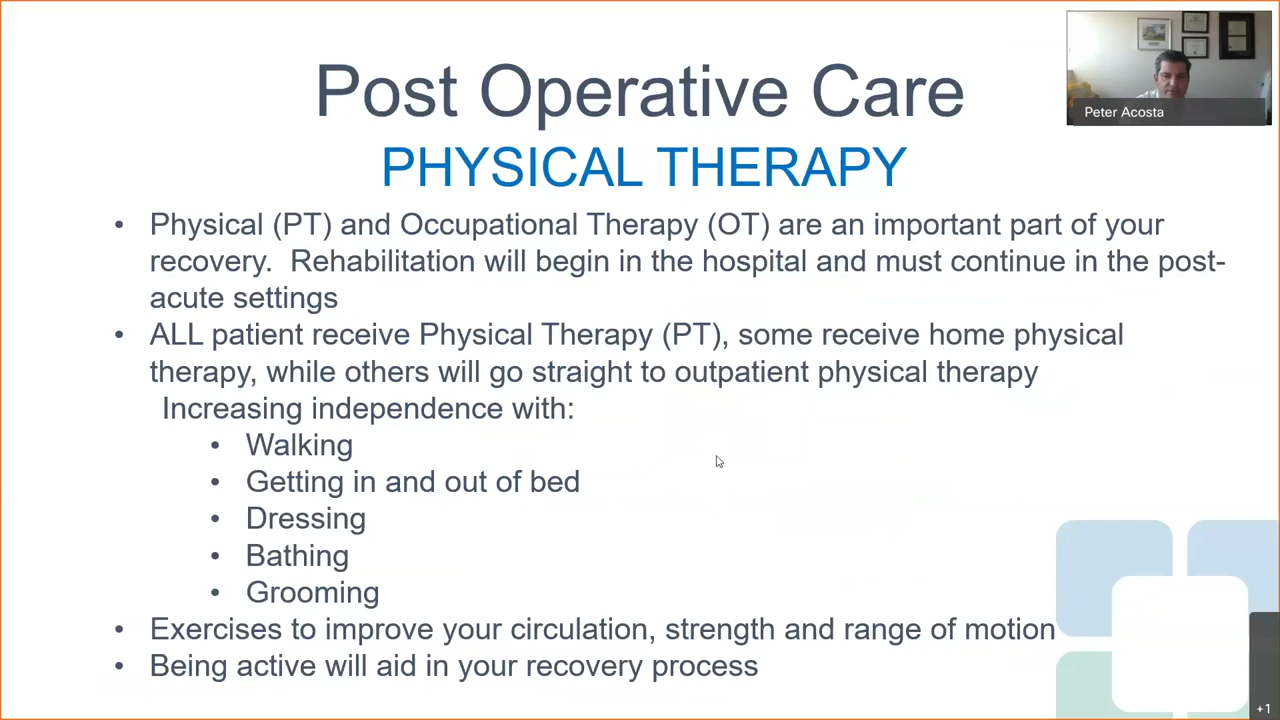 Post Operative Care
PHYSICAL THERAPY
Peter Acosta
• Physical (PT) and Occupational Therapy (OT) are an important part of your
recovery.  Rehabilitation will begin in the hospital and must continue in the post-
acute settings
• ALL patient receive Physical Therapy (PT), some receive home physical
therapy, while others will go straight to outpatient physical therapy
Increasing independence with:
• Walking
• Getting in and out of bed
• Dressing
• Bathing
• Grooming
• Exercises to improve your circulation, strength and range of motion
• Being active will aid in your recovery process
+1